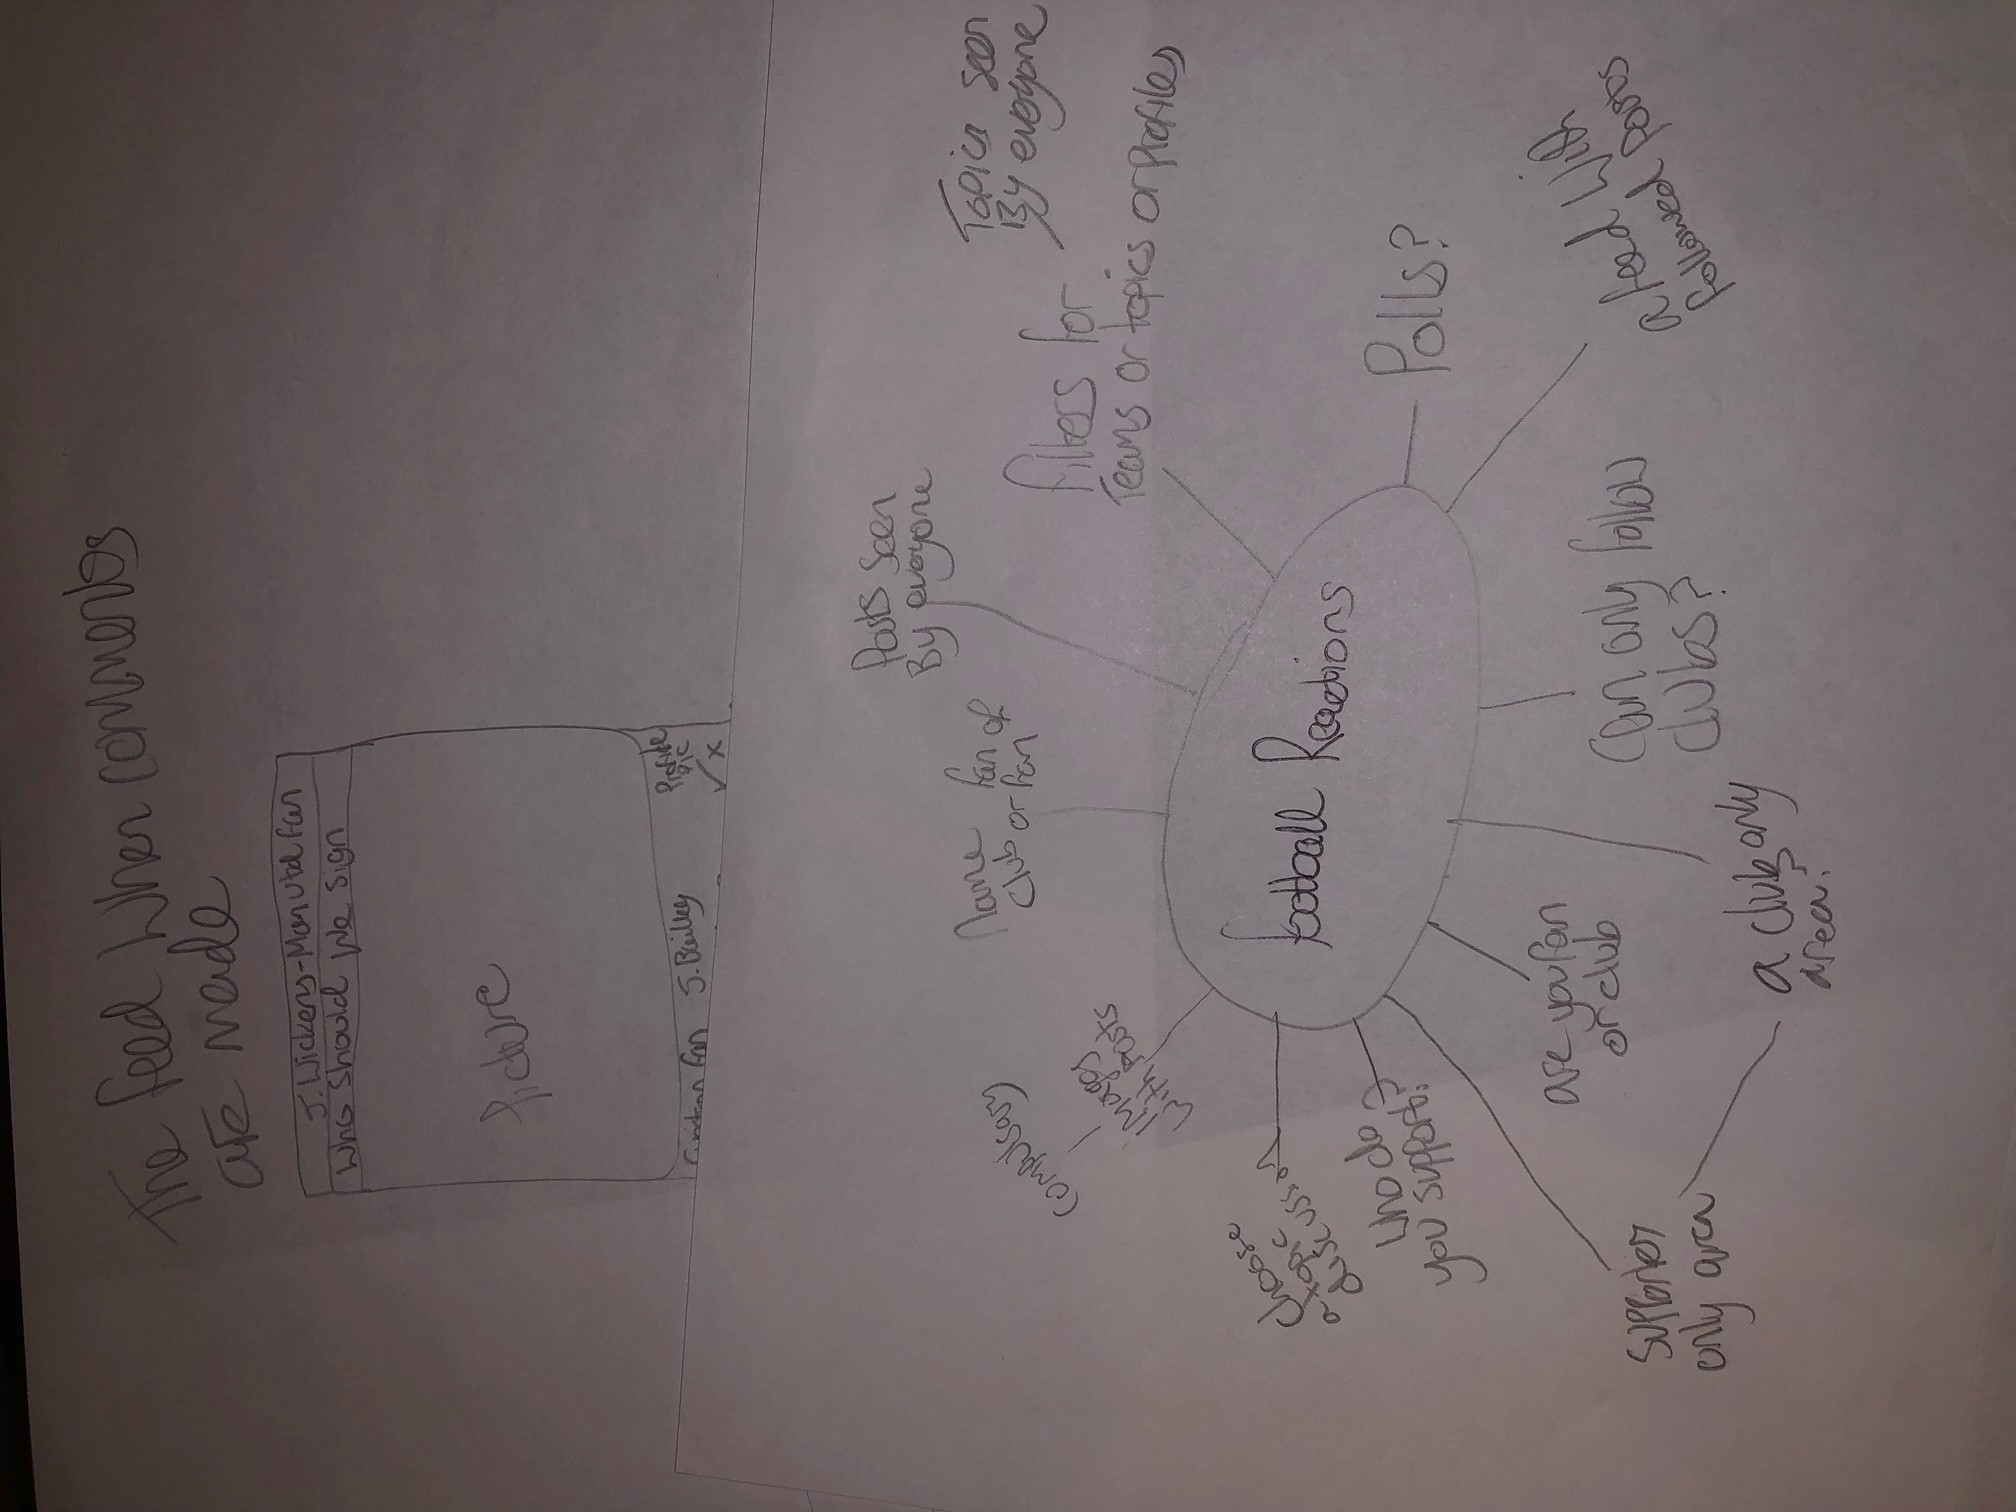 The feed when comments
are made
J. Wickers - Man utd fan
Who Should We Sign
Picture
Profile
Pic
fan J. Bailey
✓ x
Topics seen
By everyone
Posts seen
By everyone
Filters for
Teams or topics or profiles
Name fan of
club or fan
Polls?
a feed with
followed posts
Football Reactions
Can only follow
clubs?
Images
with posts
(compulsary)
Choose
a topic
discussion
Who do
you support?
are you fan
or club
a club only
area?
supporter
only area